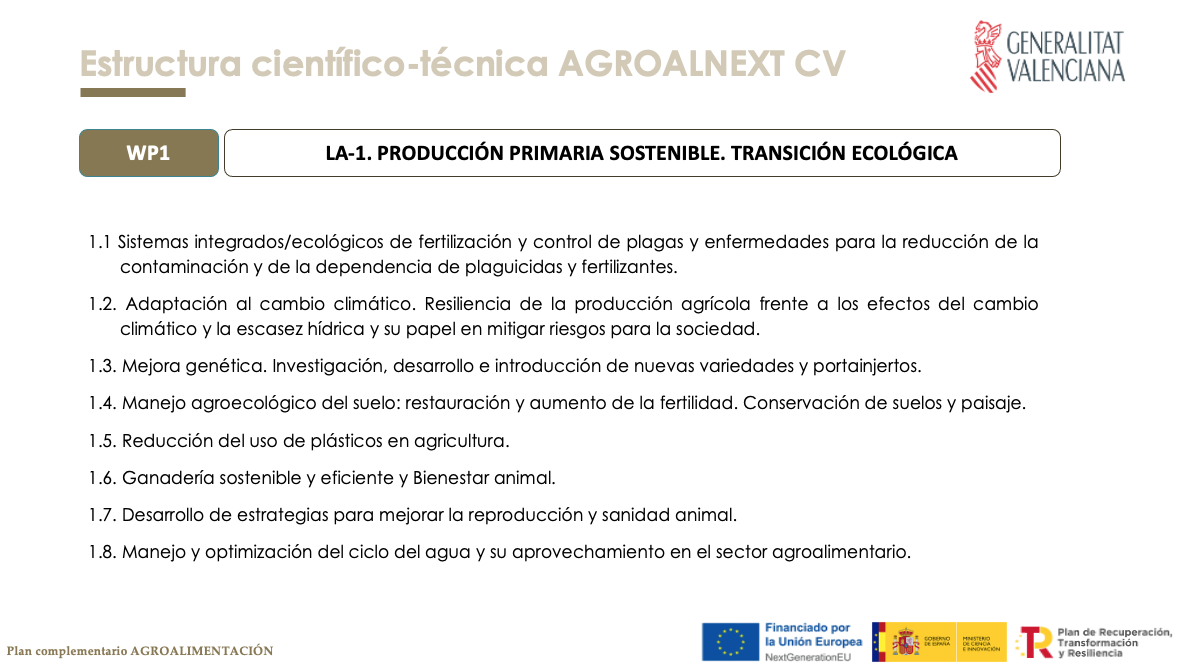 Estructura científico-técnica AGROALNEXT CV
GENERALITAT
VALENCIANA
WP1
LA-1. PRODUCCIÓN PRIMARIA SOSTENIBLE. TRANSICIÓN ECOLÓGICA
1.1 Sistemas integrados/ecológicos de fertilización y control de plagas y enfermedades para la reducción de la
contaminación y de la dependencia de plaguicidas y fertilizantes.
1.2. Adaptación al cambio climático. Resiliencia de la producción agrícola frente a los efectos del cambio
climático y la escasez hídrica y su papel en mitigar riesgos para la sociedad.
1.3. Mejora genética. Investigación, desarrollo e introducción de nuevas variedades y portainjertos.
1.4. Manejo agroecológico del suelo: restauración y aumento de la fertilidad. Conservación de suelos y paisaje.
1.5. Reducción del uso de plásticos en agricultura.
1.6. Ganadería sostenible y eficiente y Bienestar animal.
1.7. Desarrollo de estrategias para mejorar la reproducción y sanidad animal.
1.8. Manejo y optimización del ciclo del agua y su aprovechamiento en el sector agroalimentario.
Plan complementario AGROALIMENTACIÓN
Financiado por
la Unión Europea
NextGenerationEU
GOBIERNO
DE ESPAÑA
MINISTERIO
DE CIENCIA
E INNOVACIÓN
Plan de Recuperación,
Transformación
y Resiliencia